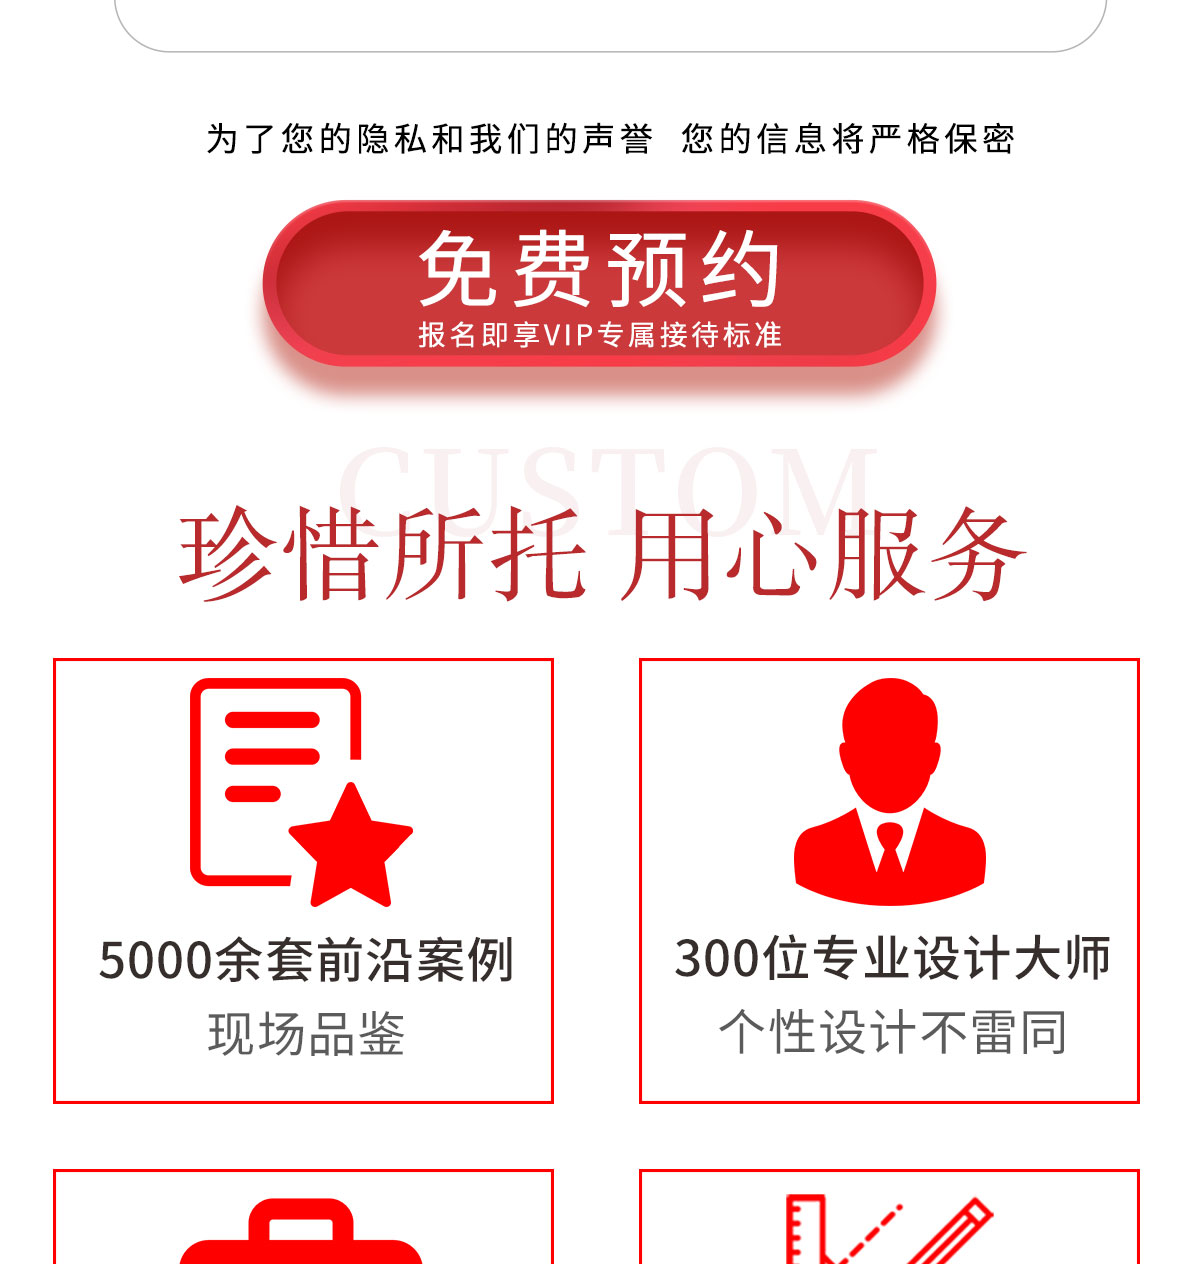 为了您的隐私和我们的声誉 您的信息将严格保密
免费预约
报名即享VIP专属接待标准
CUSTOM
珍惜所托 用心服务
5000余套前沿案例
现场品鉴
300位专业设计大师
个性设计不雷同